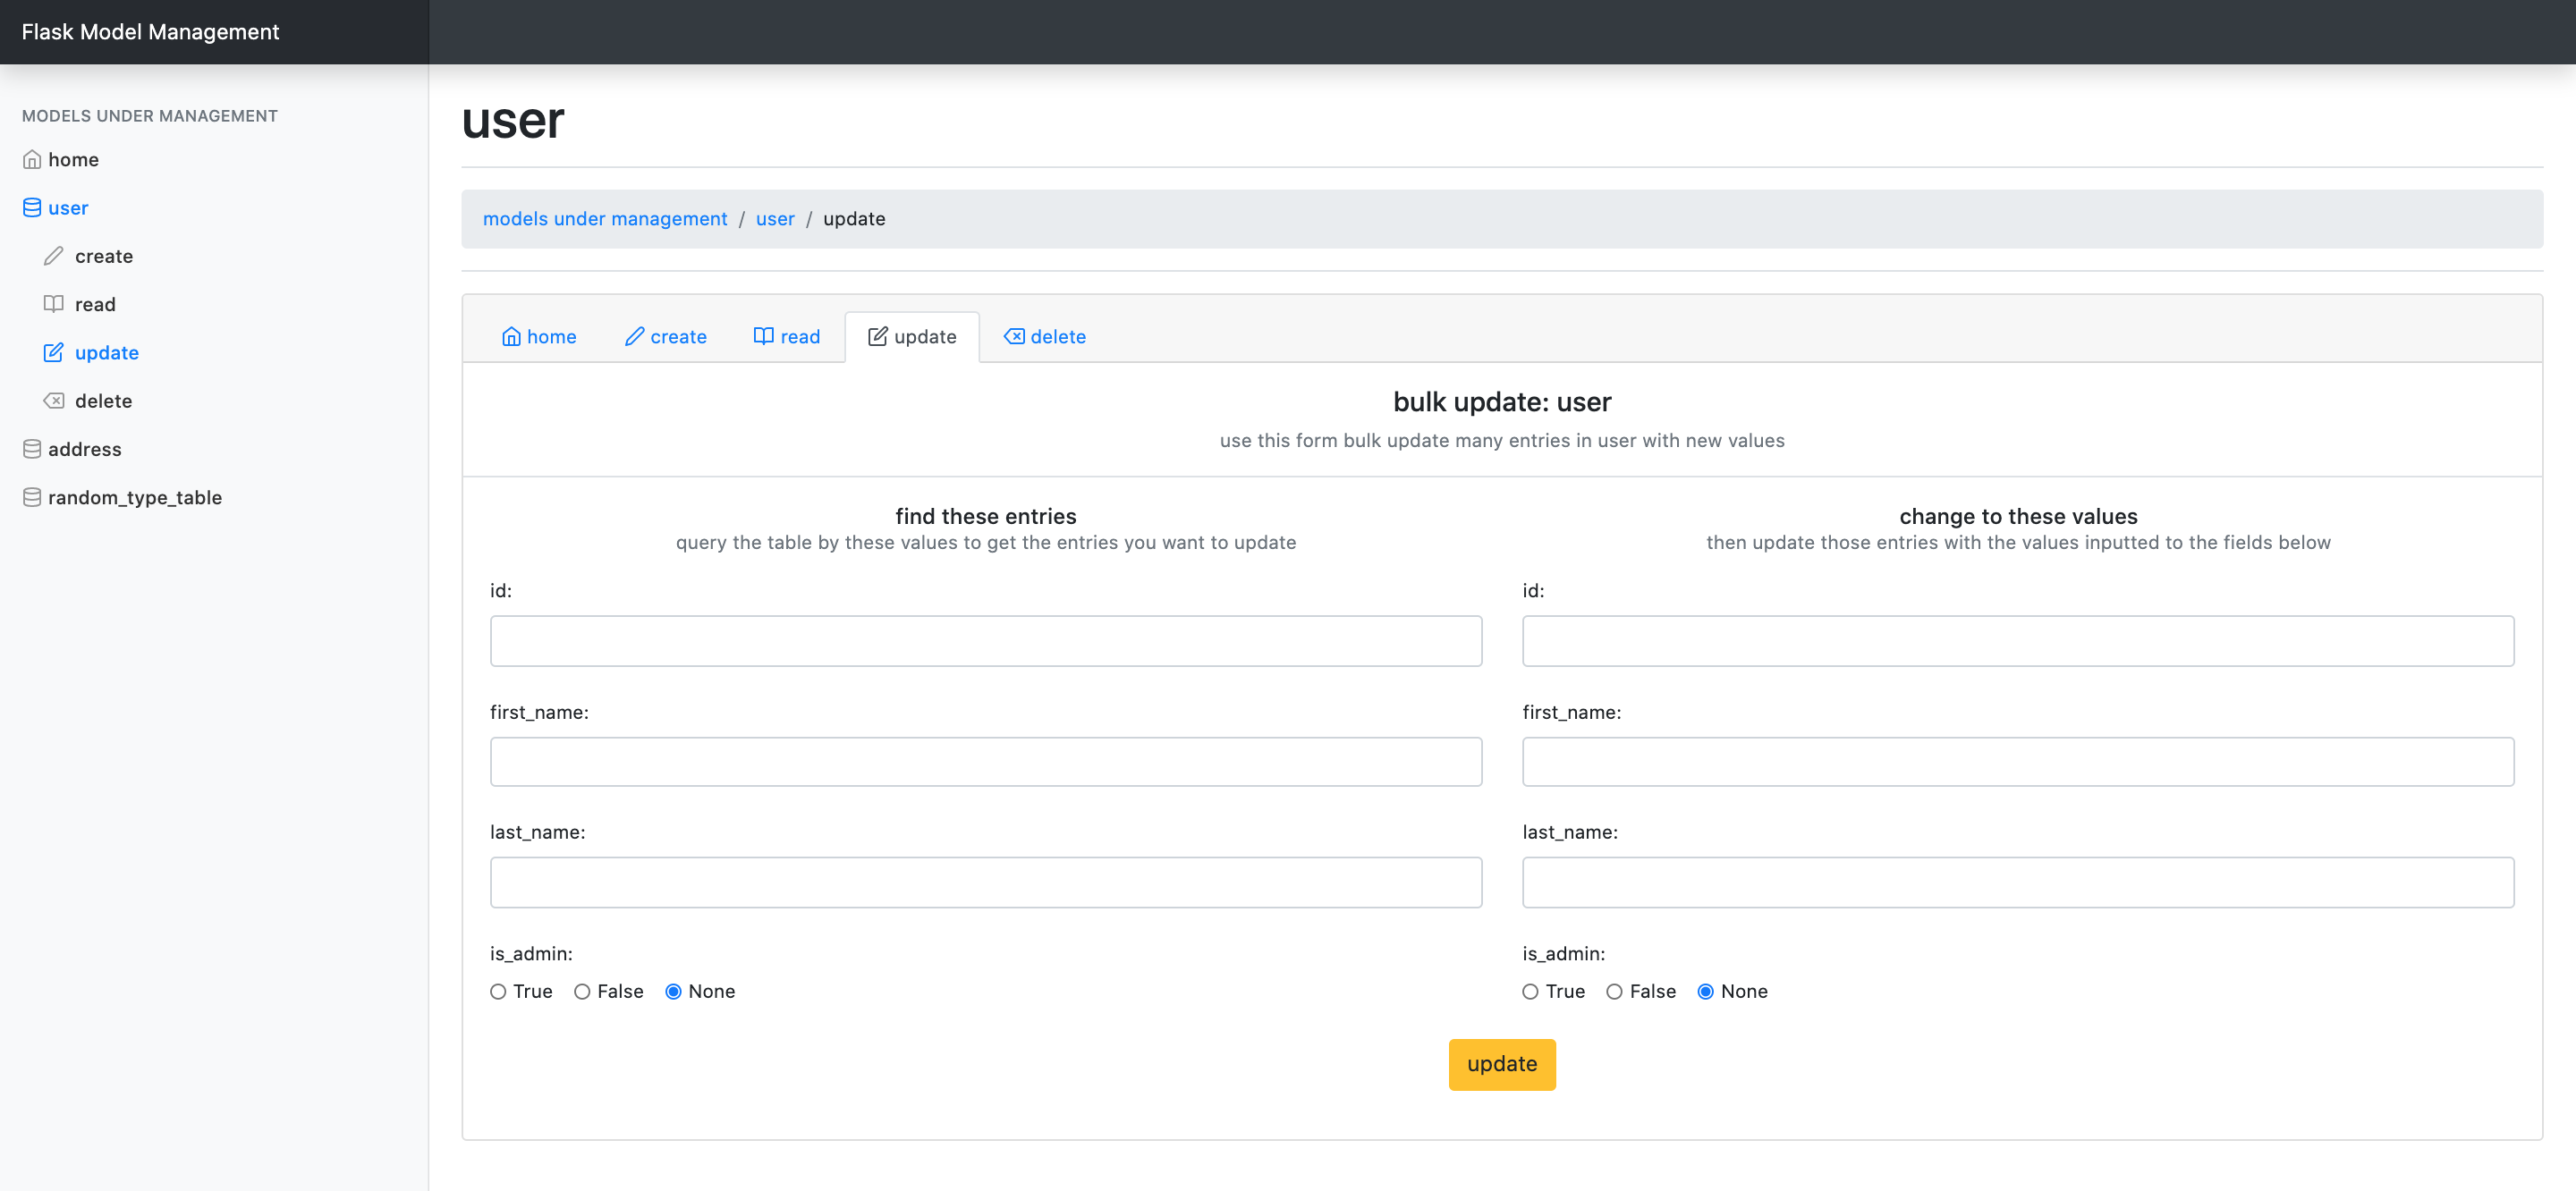 Flask Model Management
MODELS UNDER MANAGEMENT
home
user
create
read
update
delete
address
random_type_table
user
models under management / user / update
home create read update delete
bulk update: user
use this form bulk update many entries in user with new values
find these entries
query the table by these values to get the entries you want to update
id:
first_name:
last_name:
is_admin:
True False None
change to these values
then update those entries with the values inputted to the fields below
id:
first_name:
last_name:
is_admin:
True False None
update